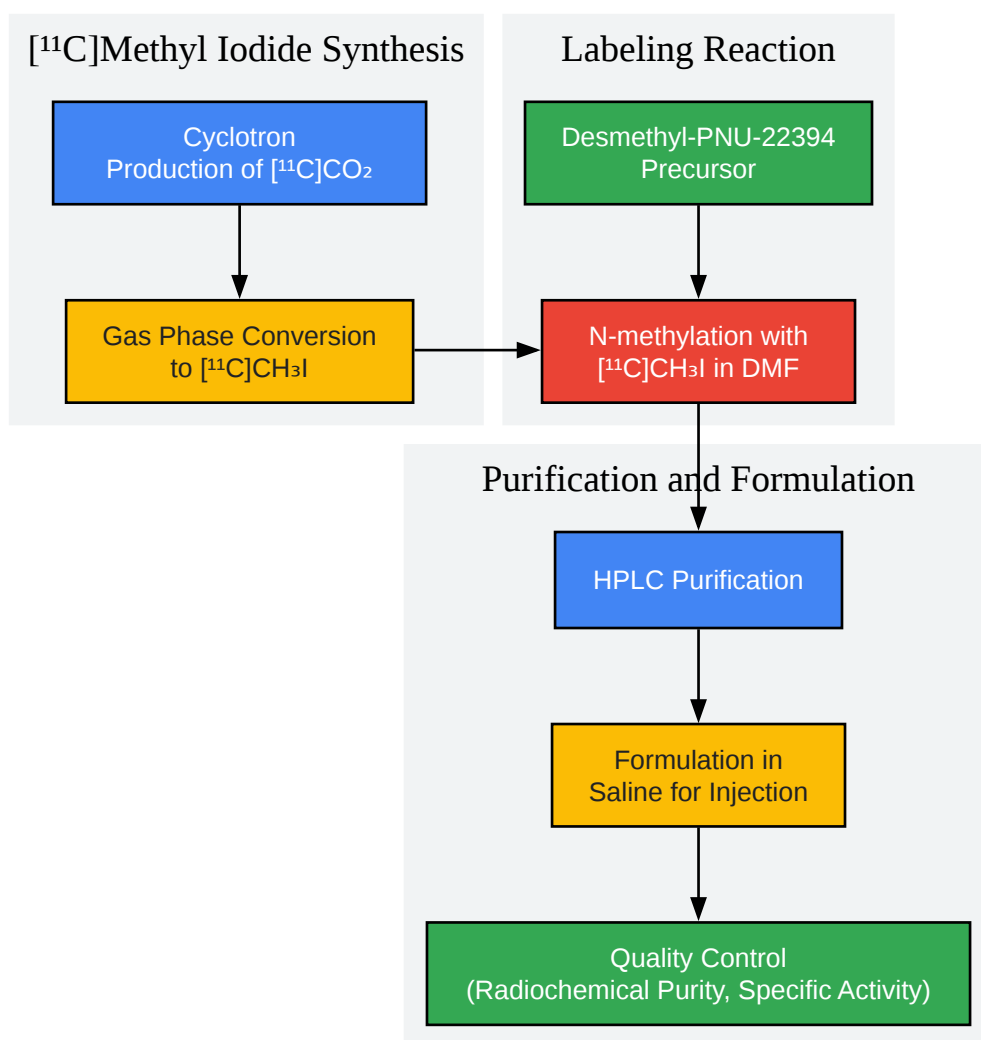 [¹¹C]Methyl Iodide Synthesis
Cyclotron
Production of [¹¹C]CO₂
Gas Phase Conversion
to [¹¹C]CH₃I
Labeling Reaction
Desmethyl-PNU-22394
Precursor
N-methylation with
[¹¹C]CH₃I in DMF
Purification and Formulation
HPLC Purification
Formulation in
Saline for Injection
Quality Control
(Radiochemical Purity, Specific Activity)